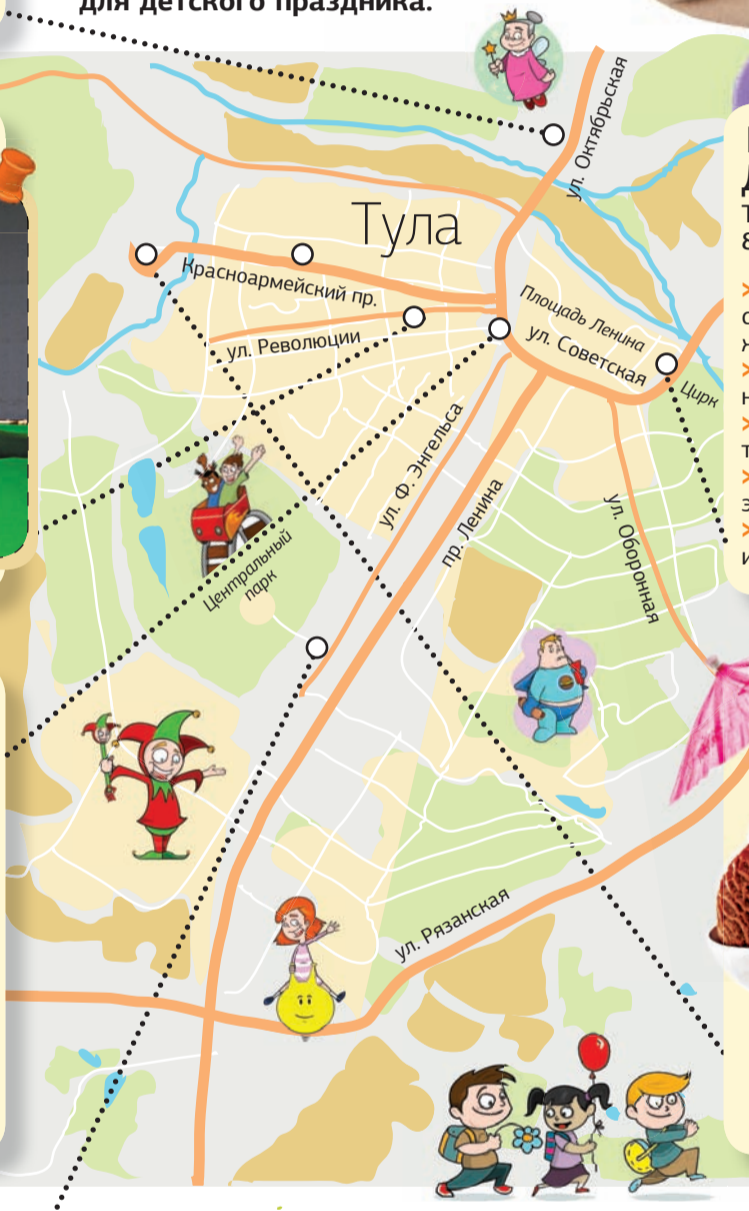 для детского праздника.
ул. Октябрьская
Тула
Красноармейский пр.
Площадь Ленина
ул. Революции
ул. Советская
Цирк
ул. Ф. Энгельса
пр. Ленина
ул. Оборонная
Центральный
парк
ул. Рязанская